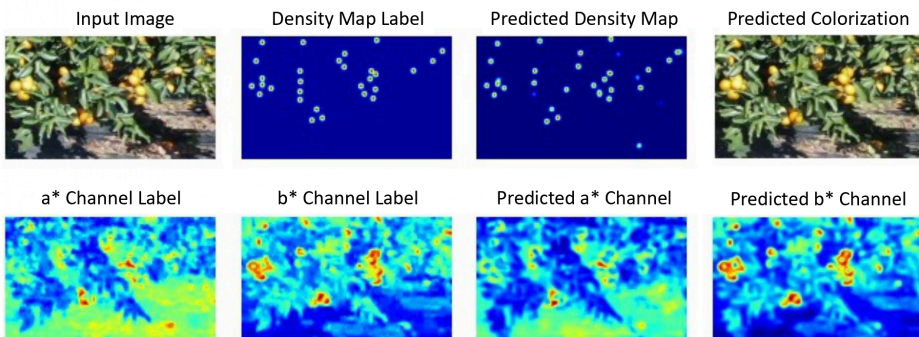 Input Image
Density Map Label
Predicted Density Map
Predicted Colorization
a* Channel Label
b* Channel Label
Predicted a* Channel
Predicted b* Channel